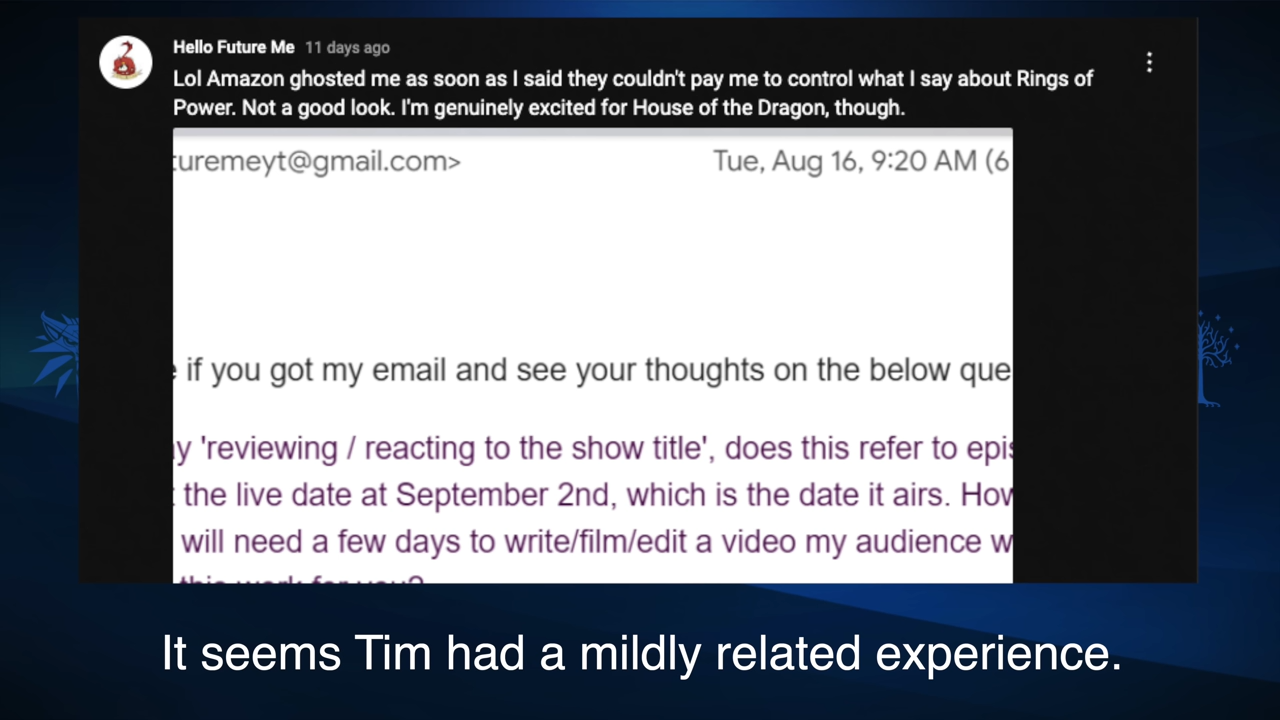 Hello Future Me 11 days ago
Lol Amazon ghosted me as soon as I said they couldn't pay me to control what I say about Rings of
Power. Not a good look. I'm genuinely excited for House of the Dragon, though.
turemeyt@gmail.com> Tue, Aug 16, 9:20 AM (6
e if you got my email and see your thoughts on the below que
y 'reviewing / reacting to the show title', does this refer to epis
the live date at September 2nd, which is the date it airs. How
will need a few days to write/film/edit a video my audience w
this work for you?
It seems Tim had a mildly related experience.